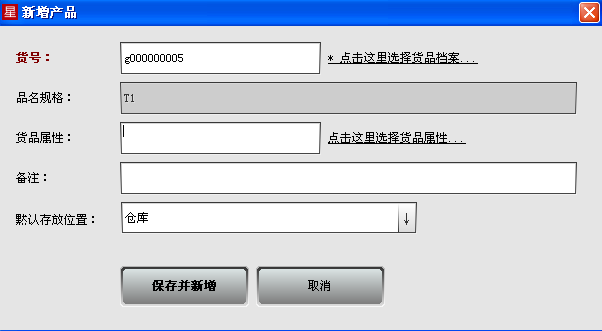 星 新增产品
货号： g000000005 * 点击这里选择货品档案...
品名规格： T1
货品属性： 点击这里选择货品属性...
备注：
默认存放位置： 仓库 ↓
保存并新增 取消